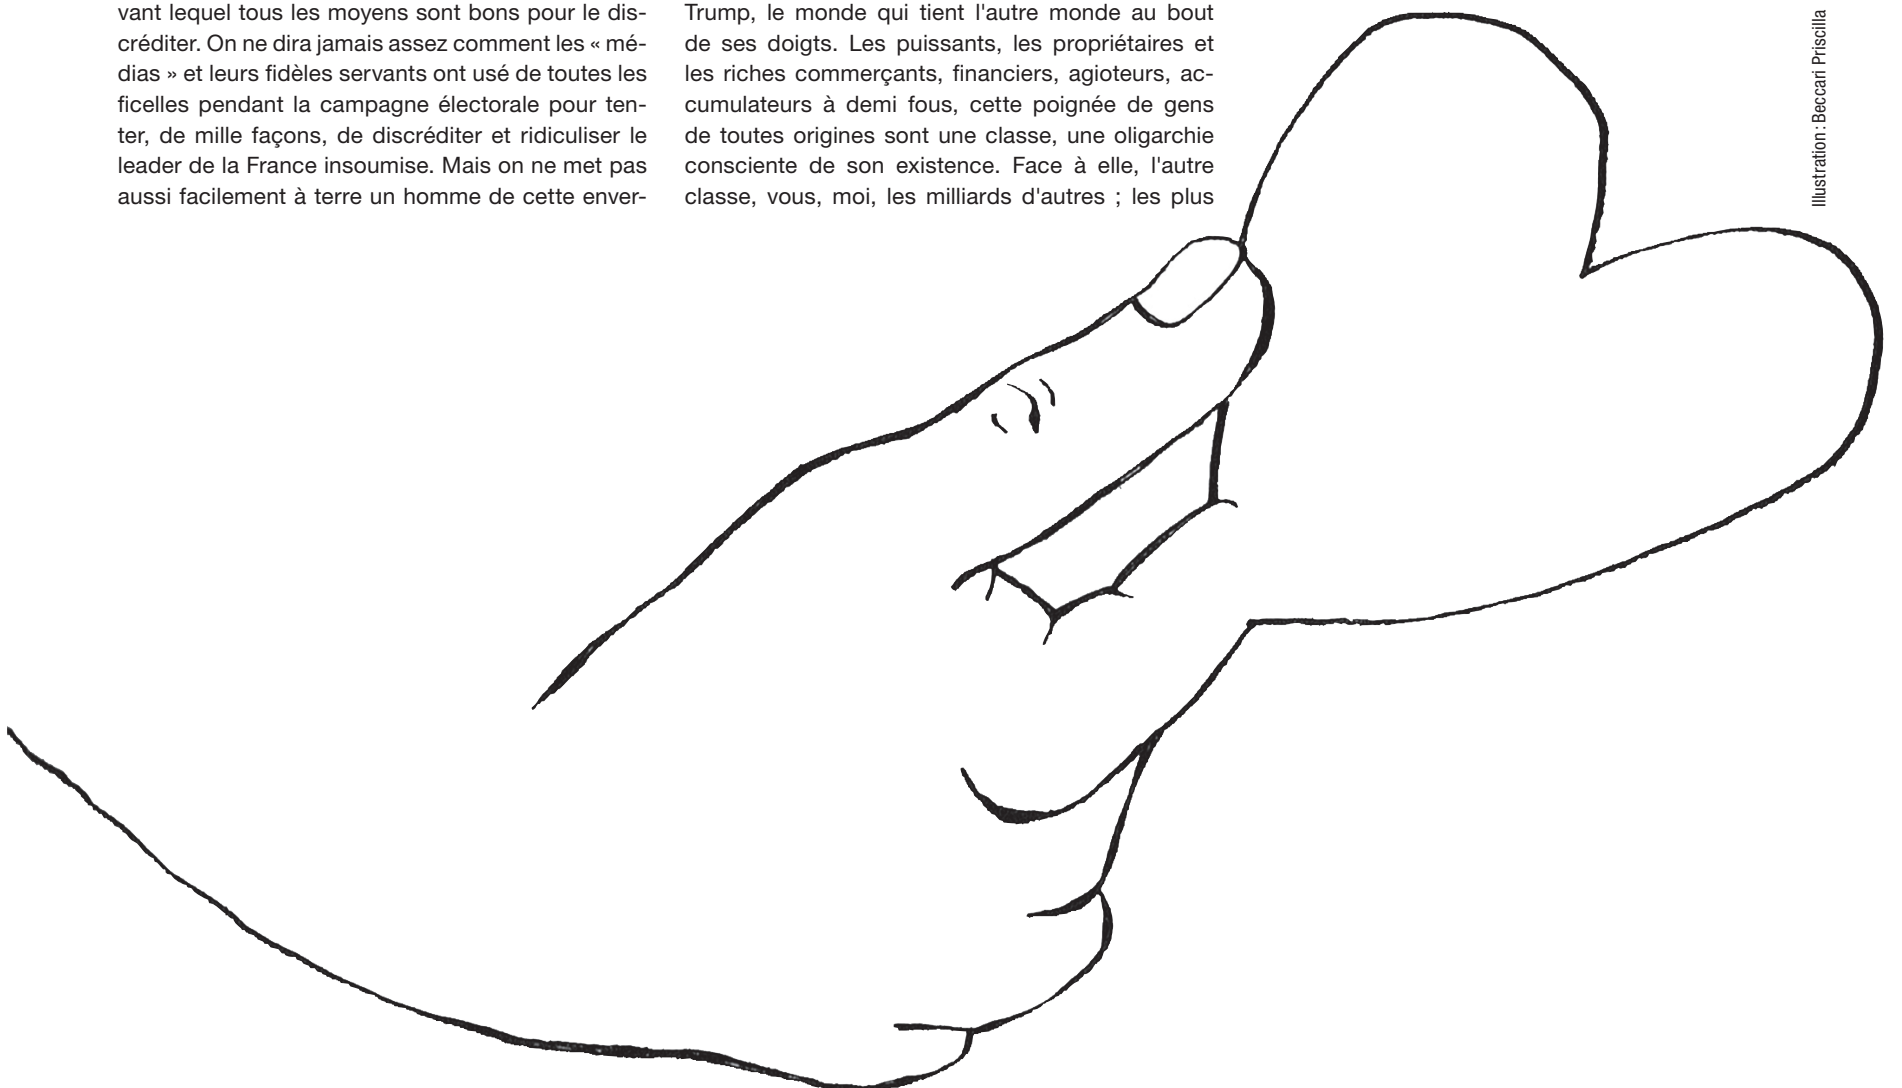 vant lequel tous les moyens sont bons pour le dis-
créditer. On ne dira jamais assez comment les « mé-
dias » et leurs fidèles servants ont usé de toutes les
ficelles pendant la campagne électorale pour ten-
ter, de mille façons, de discréditer et ridiculiser le
leader de la France insoumise. Mais on ne met pas
aussi facilement à terre un homme de cette enver-
Trump, le monde qui tient l'autre monde au bout
de ses doigts. Les puissants, les propriétaires et
les riches commerçants, financiers, agioteurs, ac-
cumulateurs à demi fous, cette poignée de gens
de toutes origines sont une classe, une oligarchie
consciente de son existence. Face à elle, l'autre
classe, vous, moi, les milliards d'autres ; les plus
Illustration : Beccari Priscilla